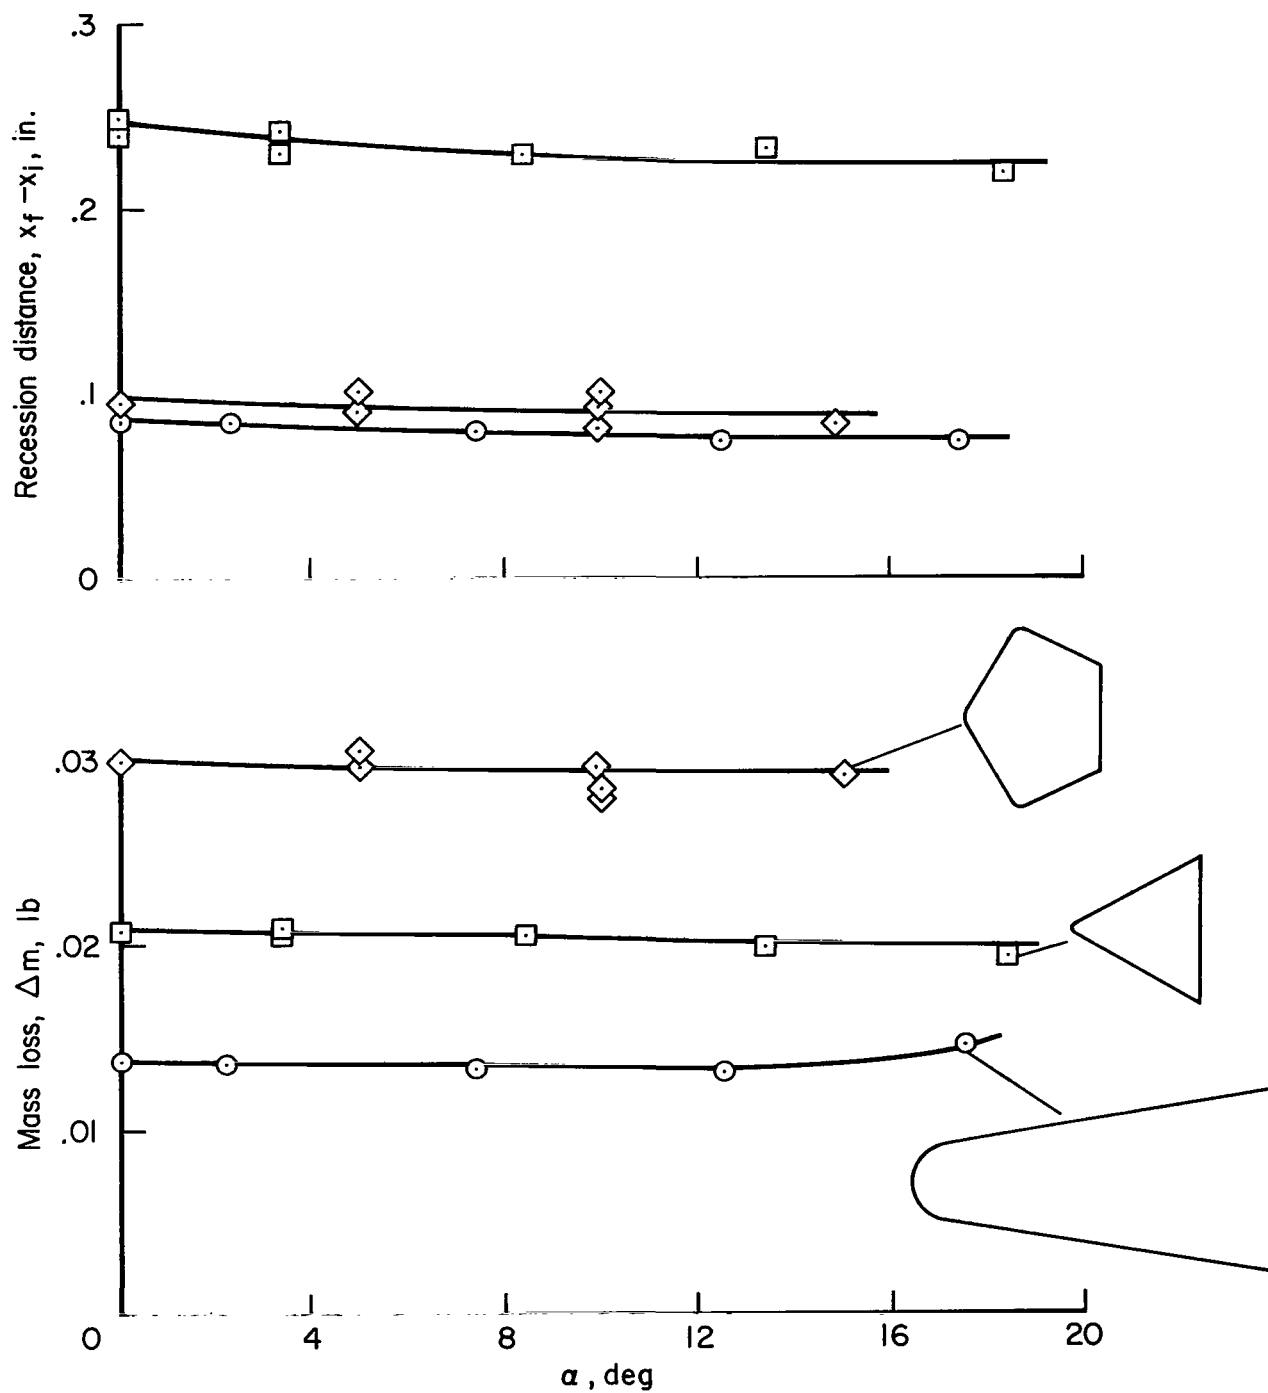 .3
.2
.1
0
Recession distance, x_f – x_i, in.
.03
.02
.01
Mass loss, Δm, lb
0 4 8 12 16 20
α, deg